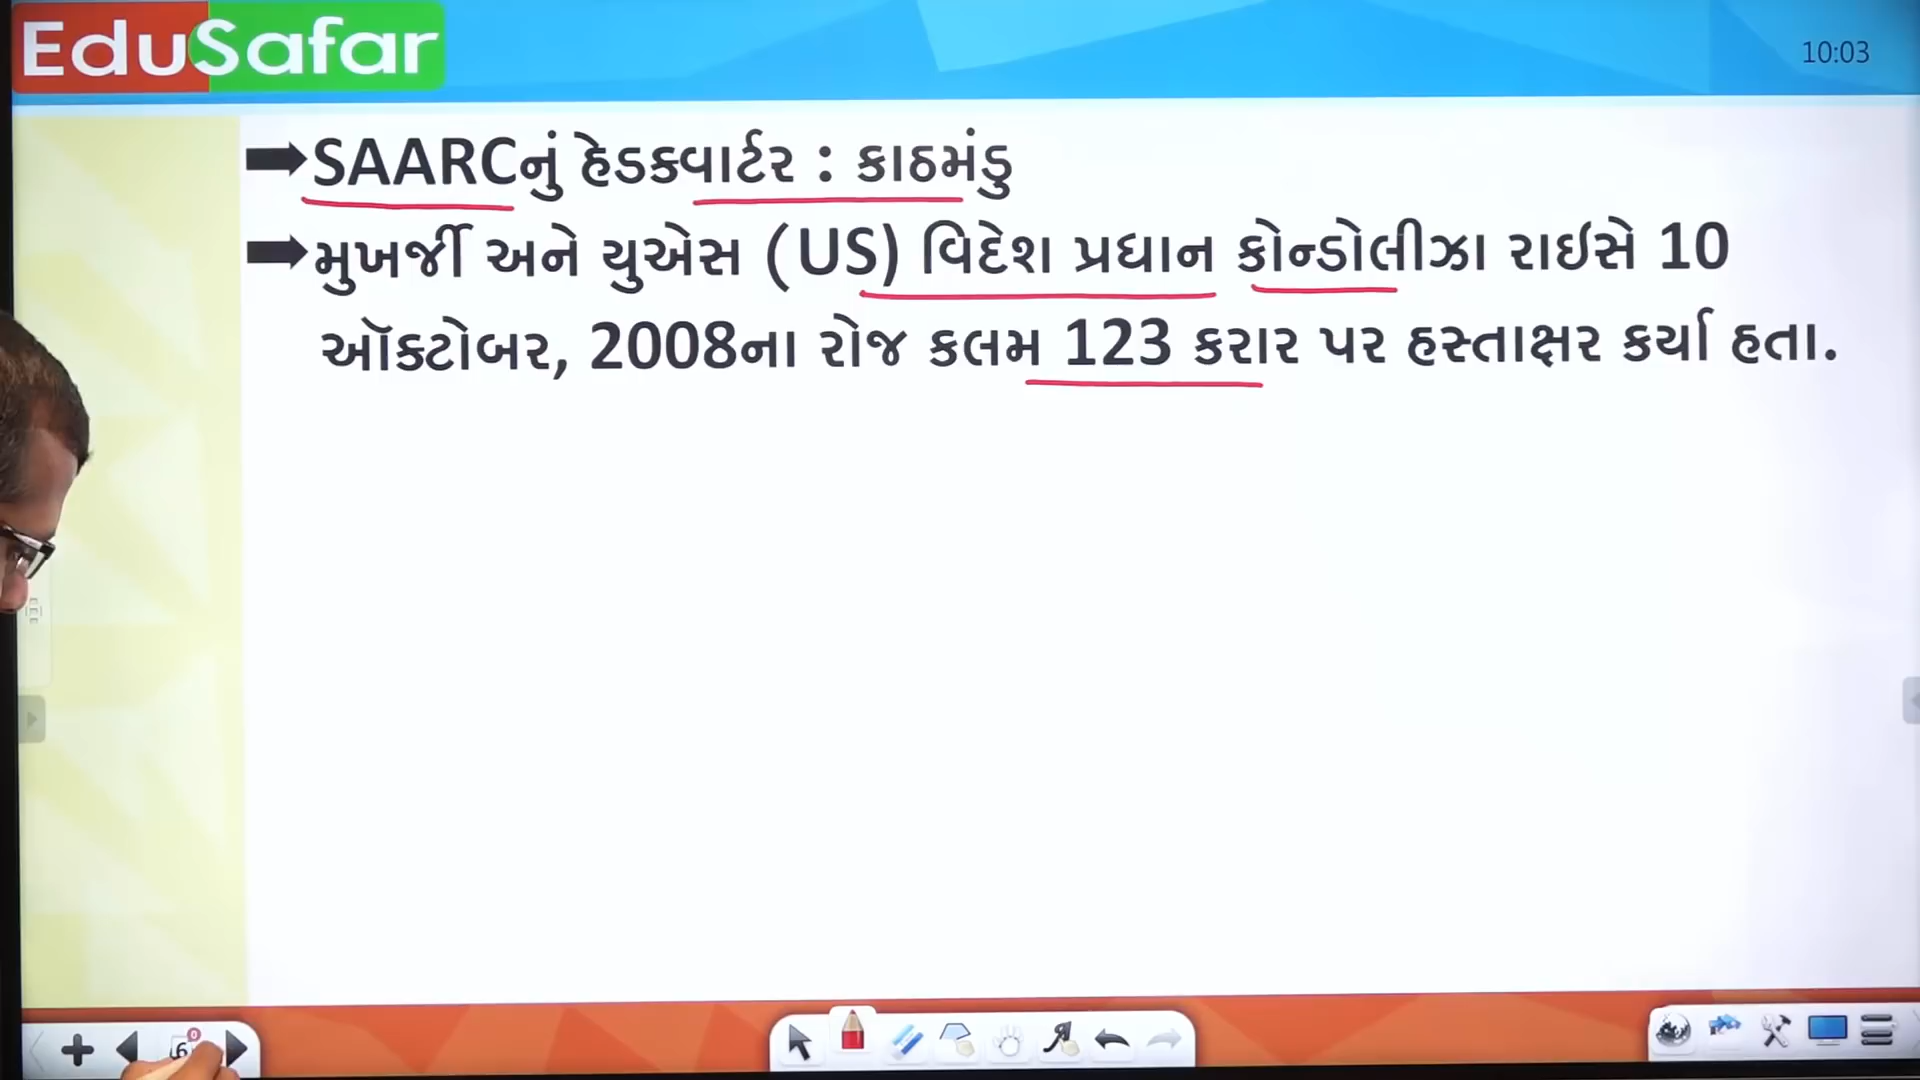 EduSafar
10:03
➡SAARCનું હેડક્વાર્ટર : કાઠમંડુ
➡મુખર્જી અને યુએસ (US) વિદેશ પ્રધાન કોન્ડોલીઝા રાઈસે 10
ઑક્ટોબર, 2008ના રોજ કલમ 123 કરાર પર હસ્તાક્ષર કર્યા હતા.